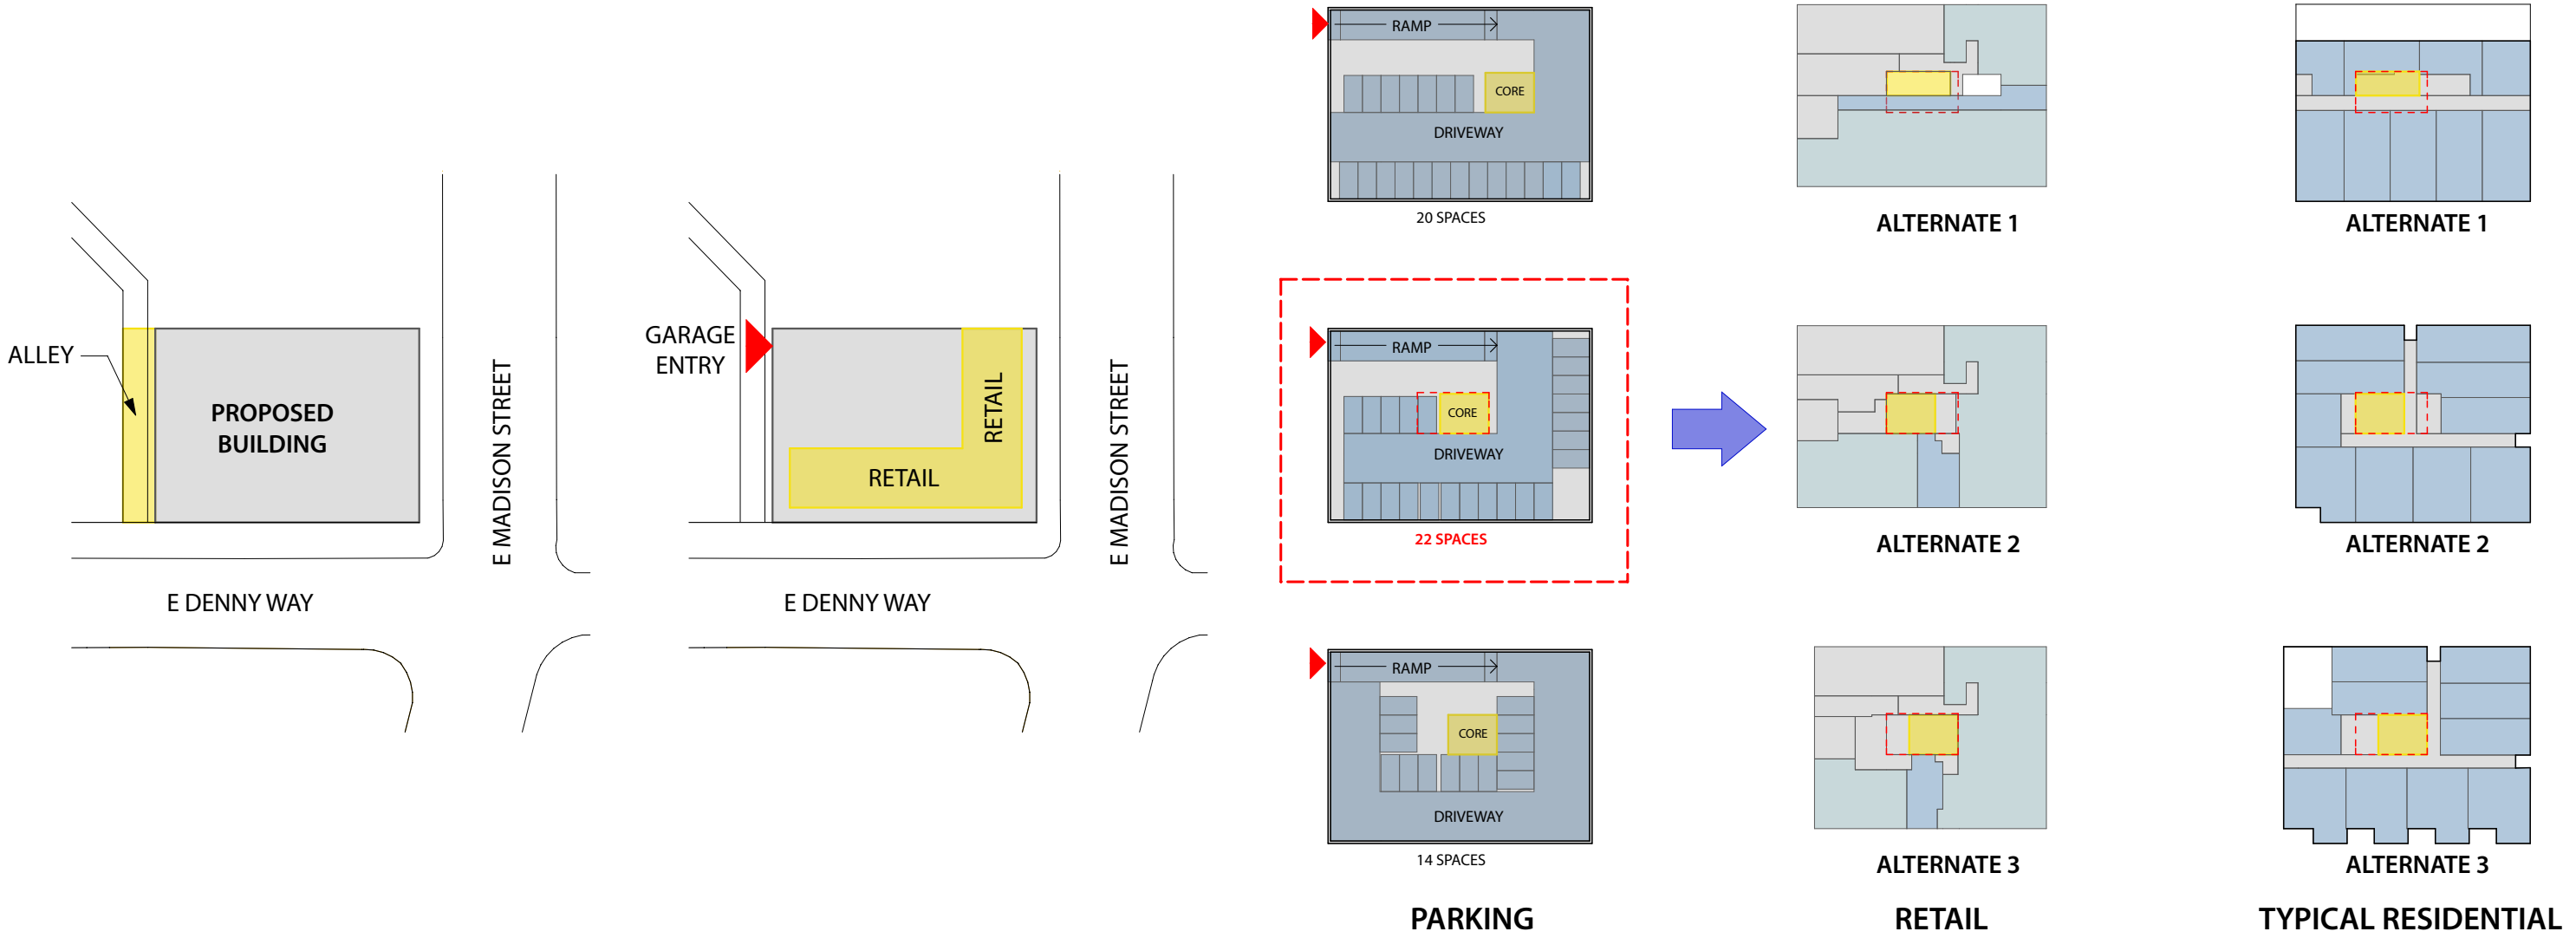 ALLEY
PROPOSED
BUILDING
E MADISON STREET
E DENNY WAY
GARAGE
ENTRY
RETAIL
RETAIL
E MADISON STREET
E DENNY WAY
RAMP
CORE
DRIVEWAY
20 SPACES
RAMP
CORE
DRIVEWAY
22 SPACES
RAMP
CORE
DRIVEWAY
14 SPACES
PARKING
ALTERNATE 1
ALTERNATE 2
ALTERNATE 3
RETAIL
ALTERNATE 1
ALTERNATE 2
ALTERNATE 3
TYPICAL RESIDENTIAL